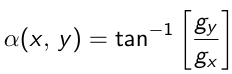 α(x, y) = tan⁻¹ [g_y / g_x]